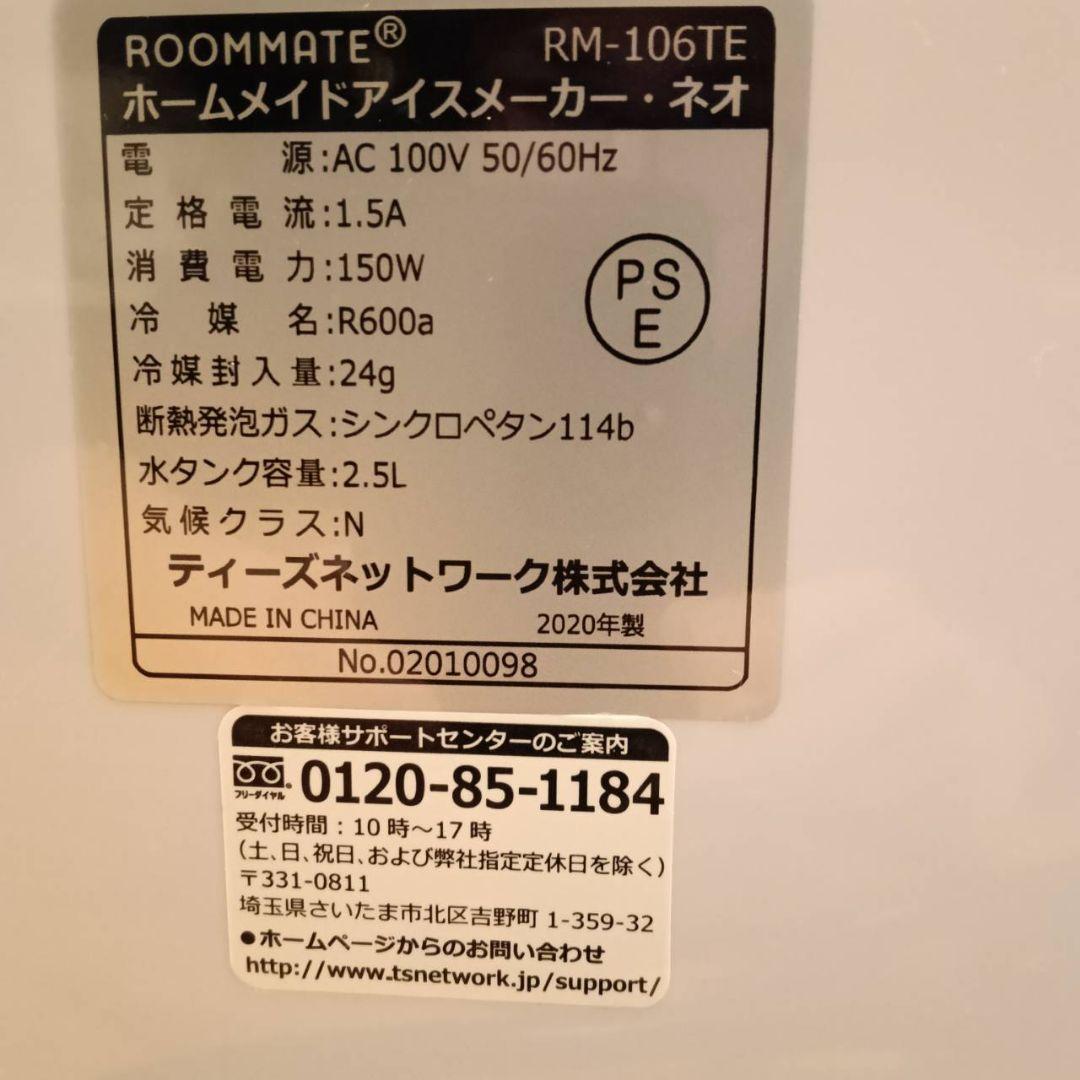 ROOMMATE® RM-106TE
ホームメイドアイスメーカー・ネオ
電源:AC 100V 50/60Hz
定格電流:1.5A
消費電力:150W
冷媒名:R600a
冷媒封入量:24g
断熱発泡ガス:シンクロペタン114b
水タンク容量:2.5L
気候クラス:N
PS
E
ティーズネットワーク株式会社
MADE IN CHINA 2020年製
No.02010098
お客様サポートセンターのご案内
フリーダイヤル 0120-85-1184
受付時間:10時～17時
(土、日、祝日、および弊社指定定休日を除く)
〒331-0811
埼玉県さいたま市北区吉野町 1-359-32
●ホームページからのお問い合わせ
http://www.tsnetwork.jp/support/